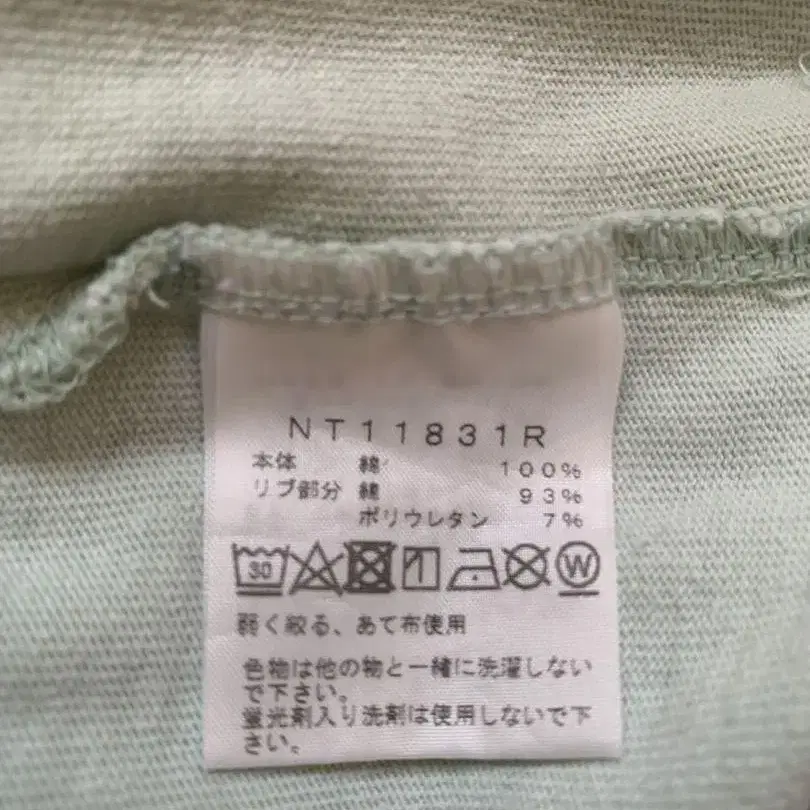 NT11831R
本体 綿 100%
リブ部分 綿 93%
ポリウレタン 7%
30 W
弱く絞る、あて布使用
色物は他の物と一緒に洗濯しない
で下さい。
蛍光剤入り洗剤は使用しないで下
さい。